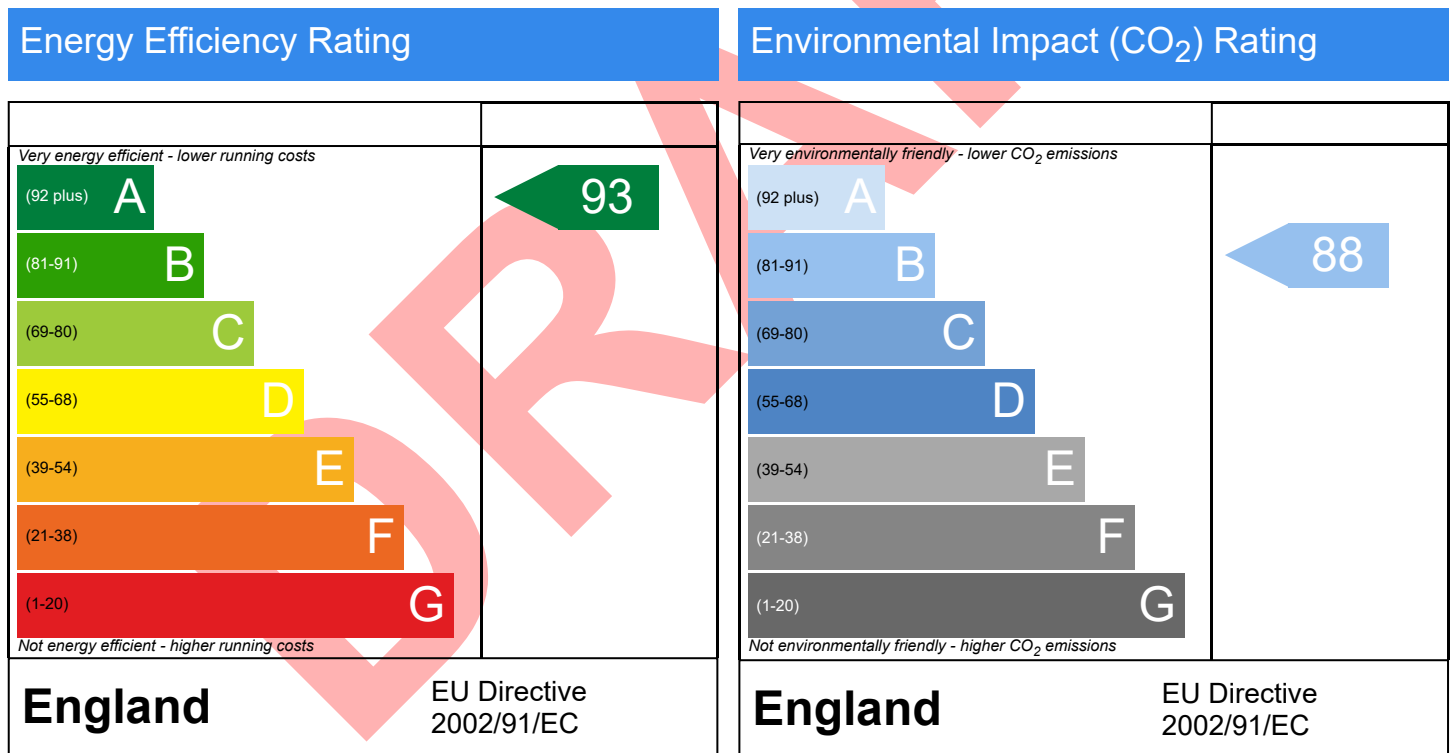 Energy Efficiency Rating
Very energy efficient - lower running costs
(92 plus) A
93
(81-91) B
(69-80) C
(55-68) D
(39-54) E
(21-38) F
(1-20) G
Not energy efficient - higher running costs
England
EU Directive
2002/91/EC
Environmental Impact (CO₂) Rating
Very environmentally friendly - lower CO₂ emissions
(92 plus) A
(81-91) B
88
(69-80) C
(55-68) D
(39-54) E
(21-38) F
(1-20) G
Not environmentally friendly - higher CO₂ emissions
England
EU Directive
2002/91/EC